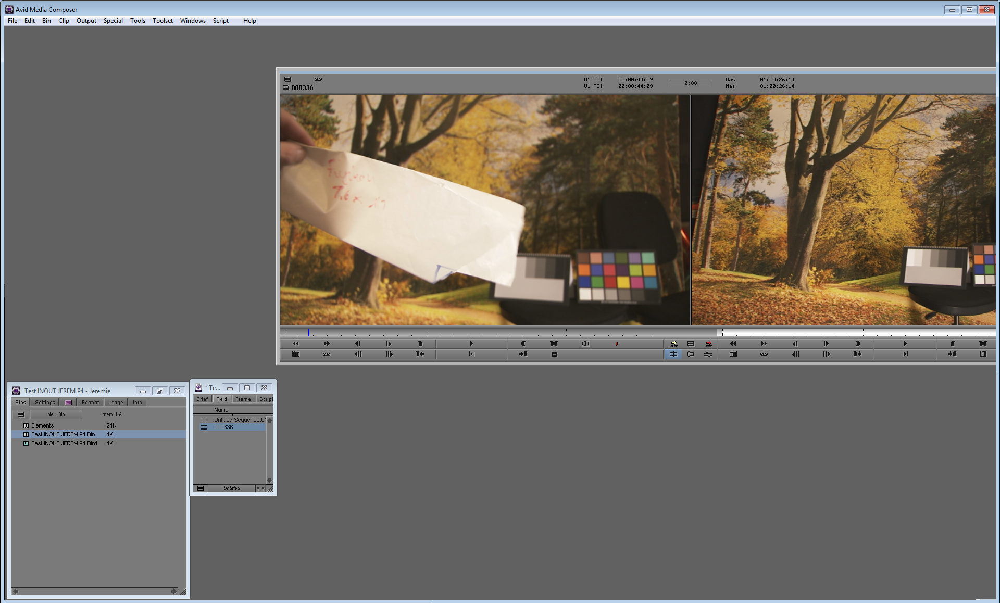 Avid Media Composer
File Edit Bin Clip Output Special Tools Toolset Windows Script Help
000336
A1 TC1 00:00:44:09
V1 TC1 00:00:44:09
0:00
Mas 01:00:26:14
Mas 01:00:26:14
Test INOUT JEREM P4 - Jeremie
Bins Settings Format Usage Info
New Bin mem 1%
Elements 24K
Test INOUT JEREM P4 Bin 4K
Test INOUT JEREM P4 Bin1 4K
* Te...
Brief Text Frame Script
Name
Untitled Sequence.01
000336
Untitled